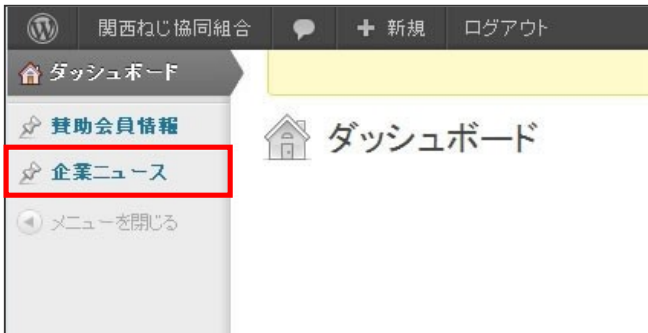 関西ねじ協同組合 新規 ログアウト
ダッシュボード
賛助会員情報
ダッシュボード
企業ニュース
メニューを閉じる